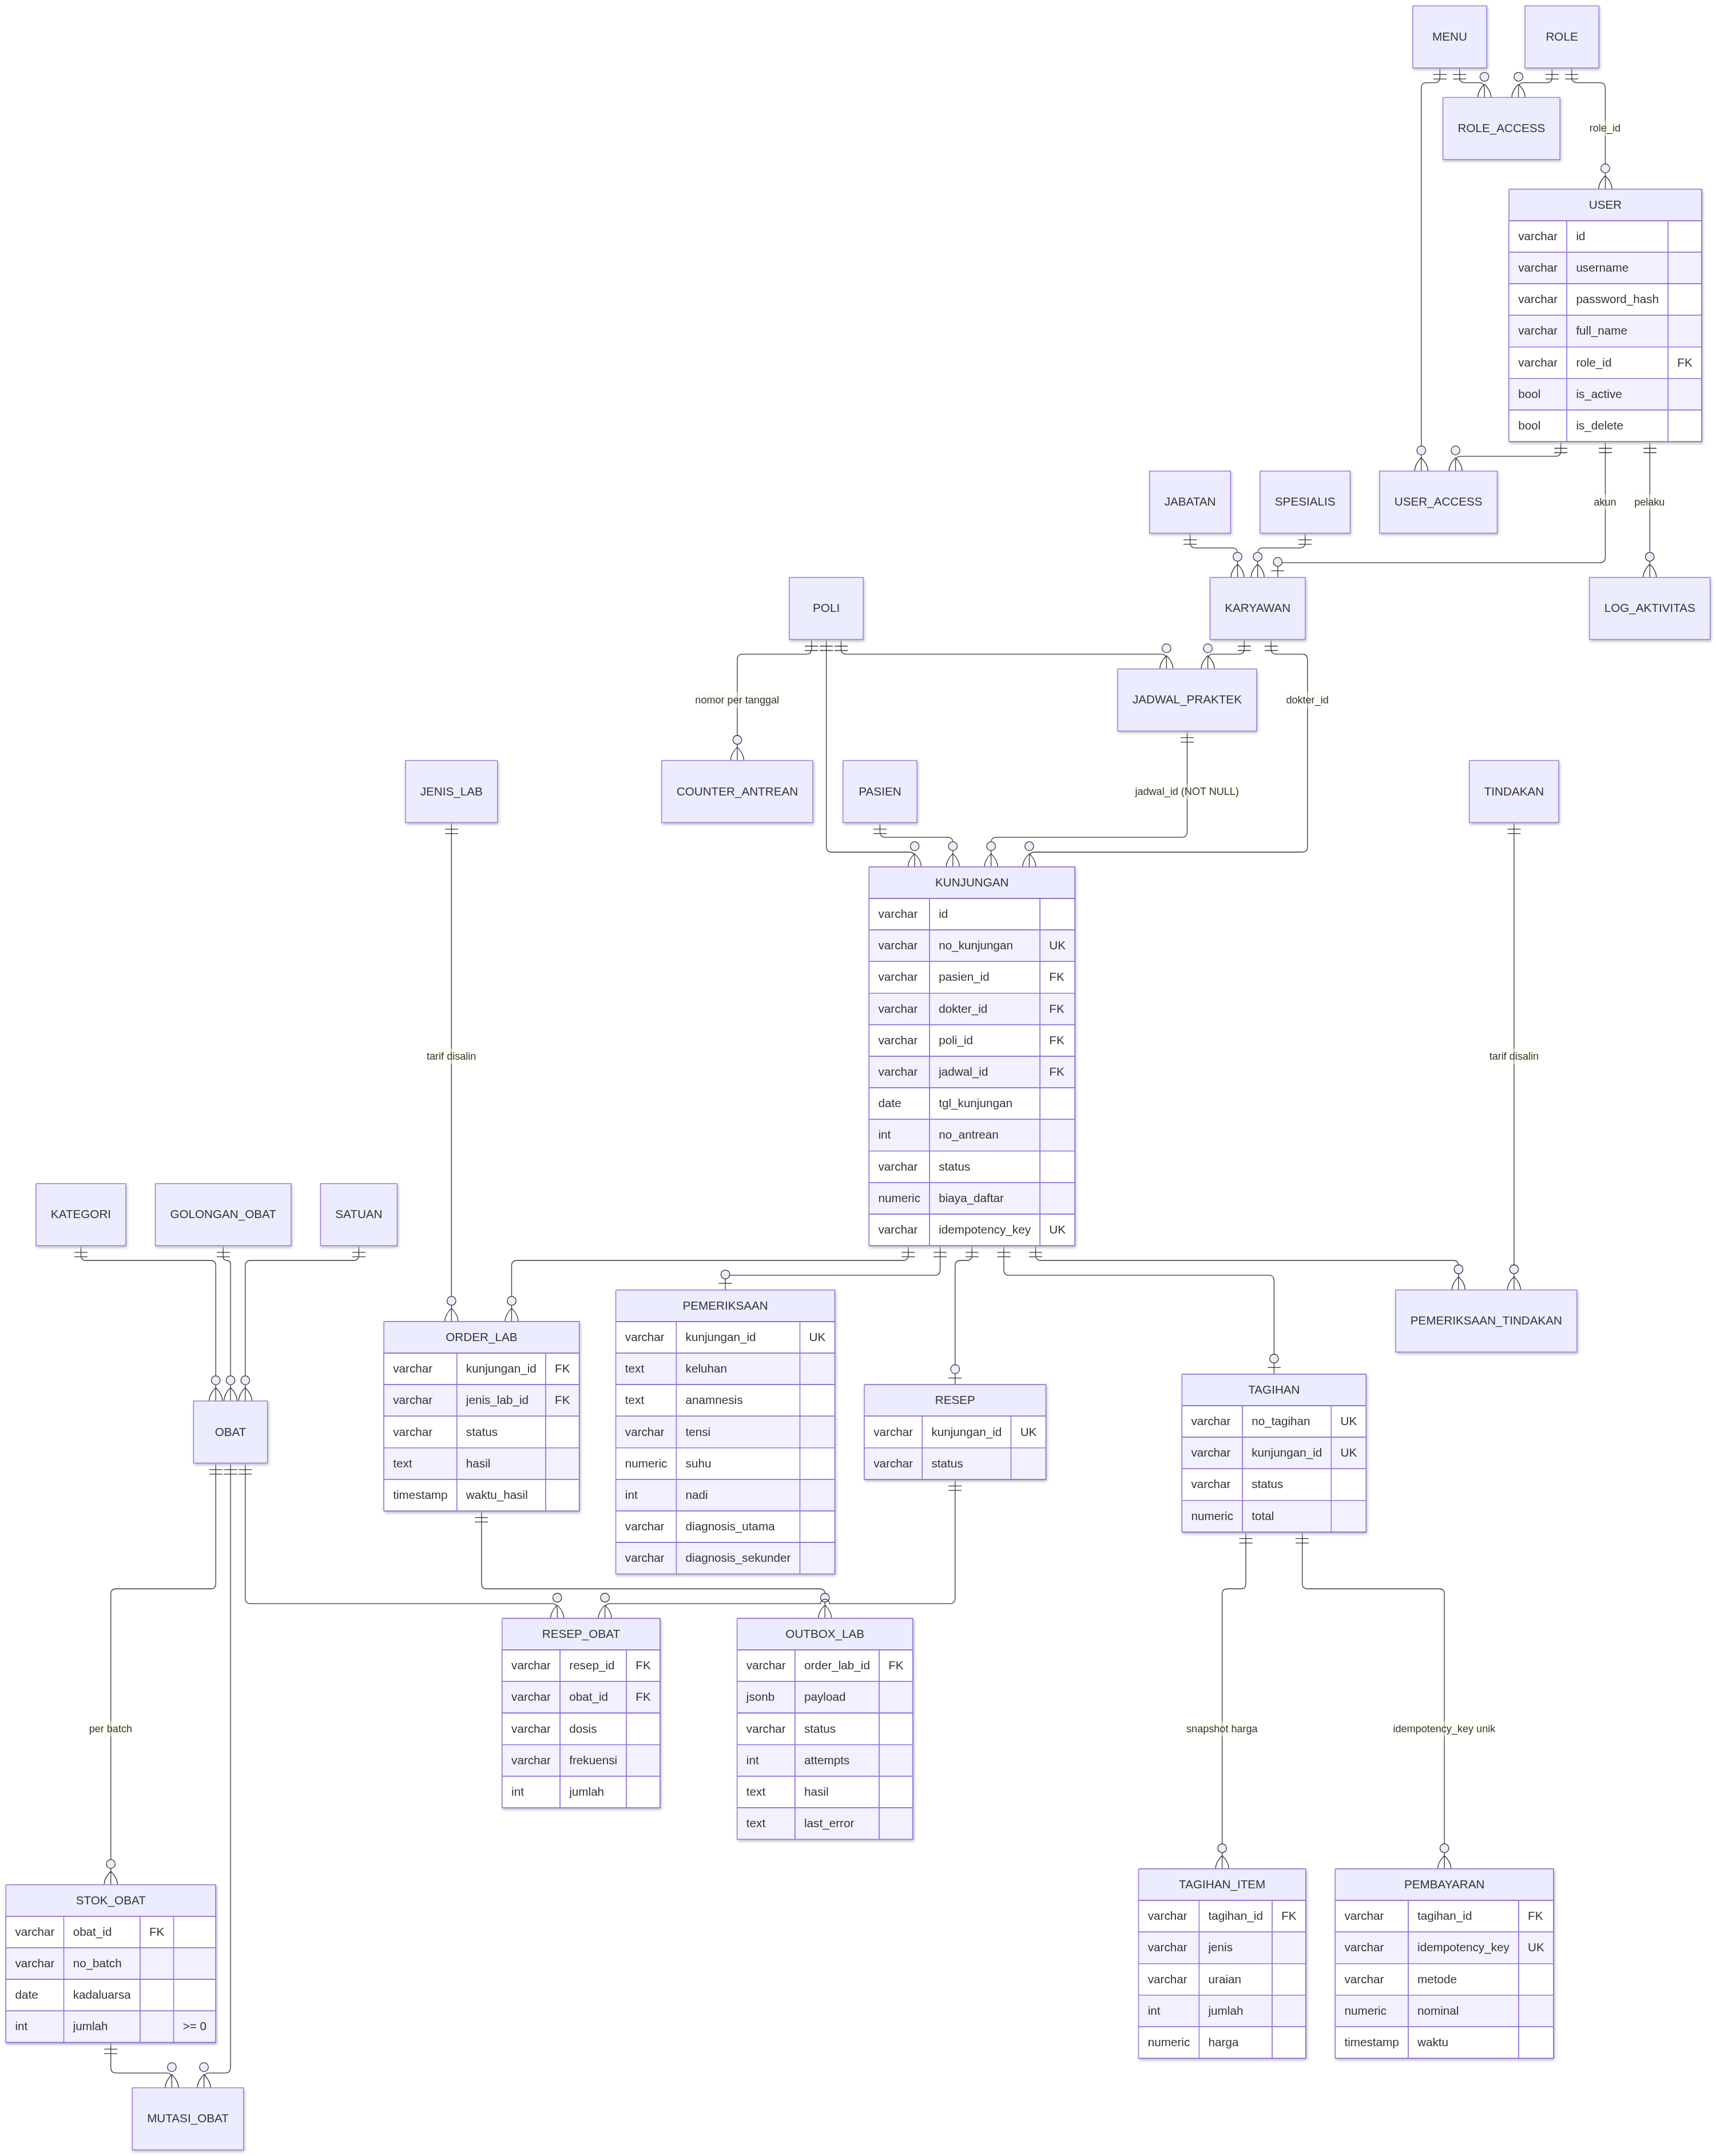 MENU
ROLE
ROLE_ACCESS
role_id
USER
varchar id
varchar username
varchar password_hash
varchar full_name
varchar role_id FK
bool is_active
bool is_delete
JABATAN
SPESIALIS
USER_ACCESS
akun
pelaku
POLI
KARYAWAN
LOG_AKTIVITAS
nomor per tanggal
JADWAL_PRAKTEK
dokter_id
JENIS_LAB
COUNTER_ANTREAN
PASIEN
jadwal_id (NOT NULL)
TINDAKAN
KUNJUNGAN
varchar id
varchar no_kunjungan UK
varchar pasien_id FK
varchar dokter_id FK
varchar poli_id FK
varchar jadwal_id FK
date tgl_kunjungan
int no_antrean
varchar status
numeric biaya_daftar
varchar idempotency_key UK
tarif disalin
tarif disalin
KATEGORI
GOLONGAN_OBAT
SATUAN
OBAT
ORDER_LAB
varchar kunjungan_id FK
varchar jenis_lab_id FK
varchar status
text hasil
timestamp waktu_hasil
PEMERIKSAAN
varchar kunjungan_id UK
text keluhan
text anamnesis
varchar tensi
numeric suhu
int nadi
varchar diagnosis_utama
varchar diagnosis_sekunder
RESEP
varchar kunjungan_id UK
varchar status
TAGIHAN
varchar no_tagihan UK
varchar kunjungan_id UK
varchar status
numeric total
PEMERIKSAAN_TINDAKAN
per batch
RESEP_OBAT
varchar resep_id FK
varchar obat_id FK
varchar dosis
varchar frekuensi
int jumlah
OUTBOX_LAB
varchar order_lab_id FK
jsonb payload
varchar status
int attempts
text hasil
text last_error
snapshot harga
idempotency_key unik
STOK_OBAT
varchar obat_id FK
varchar no_batch
date kadaluarsa
int jumlah >= 0
TAGIHAN_ITEM
varchar tagihan_id FK
varchar jenis
varchar uraian
int jumlah
numeric harga
PEMBAYARAN
varchar tagihan_id FK
varchar idempotency_key UK
varchar metode
numeric nominal
timestamp waktu
MUTASI_OBAT